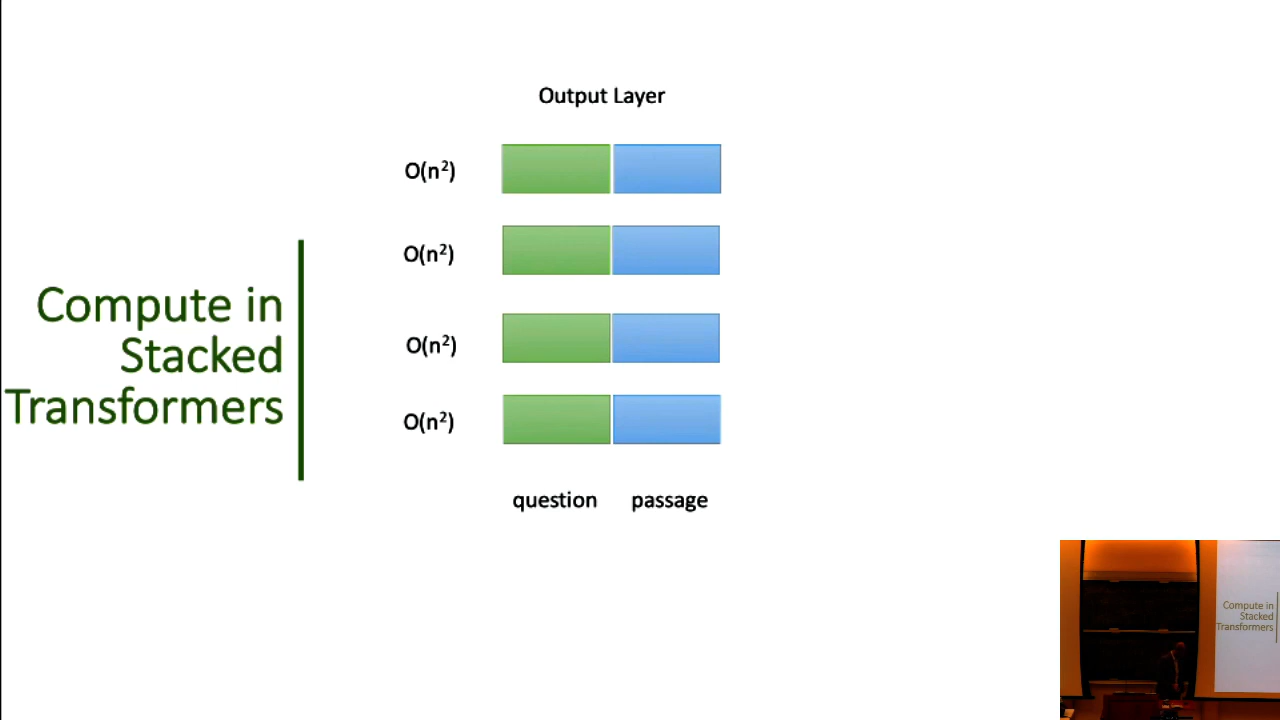 Output Layer
O(n²)
O(n²)
O(n²)
O(n²)
Compute in
Stacked
Transformers
question passage
Compute in
Stacked
Transformers